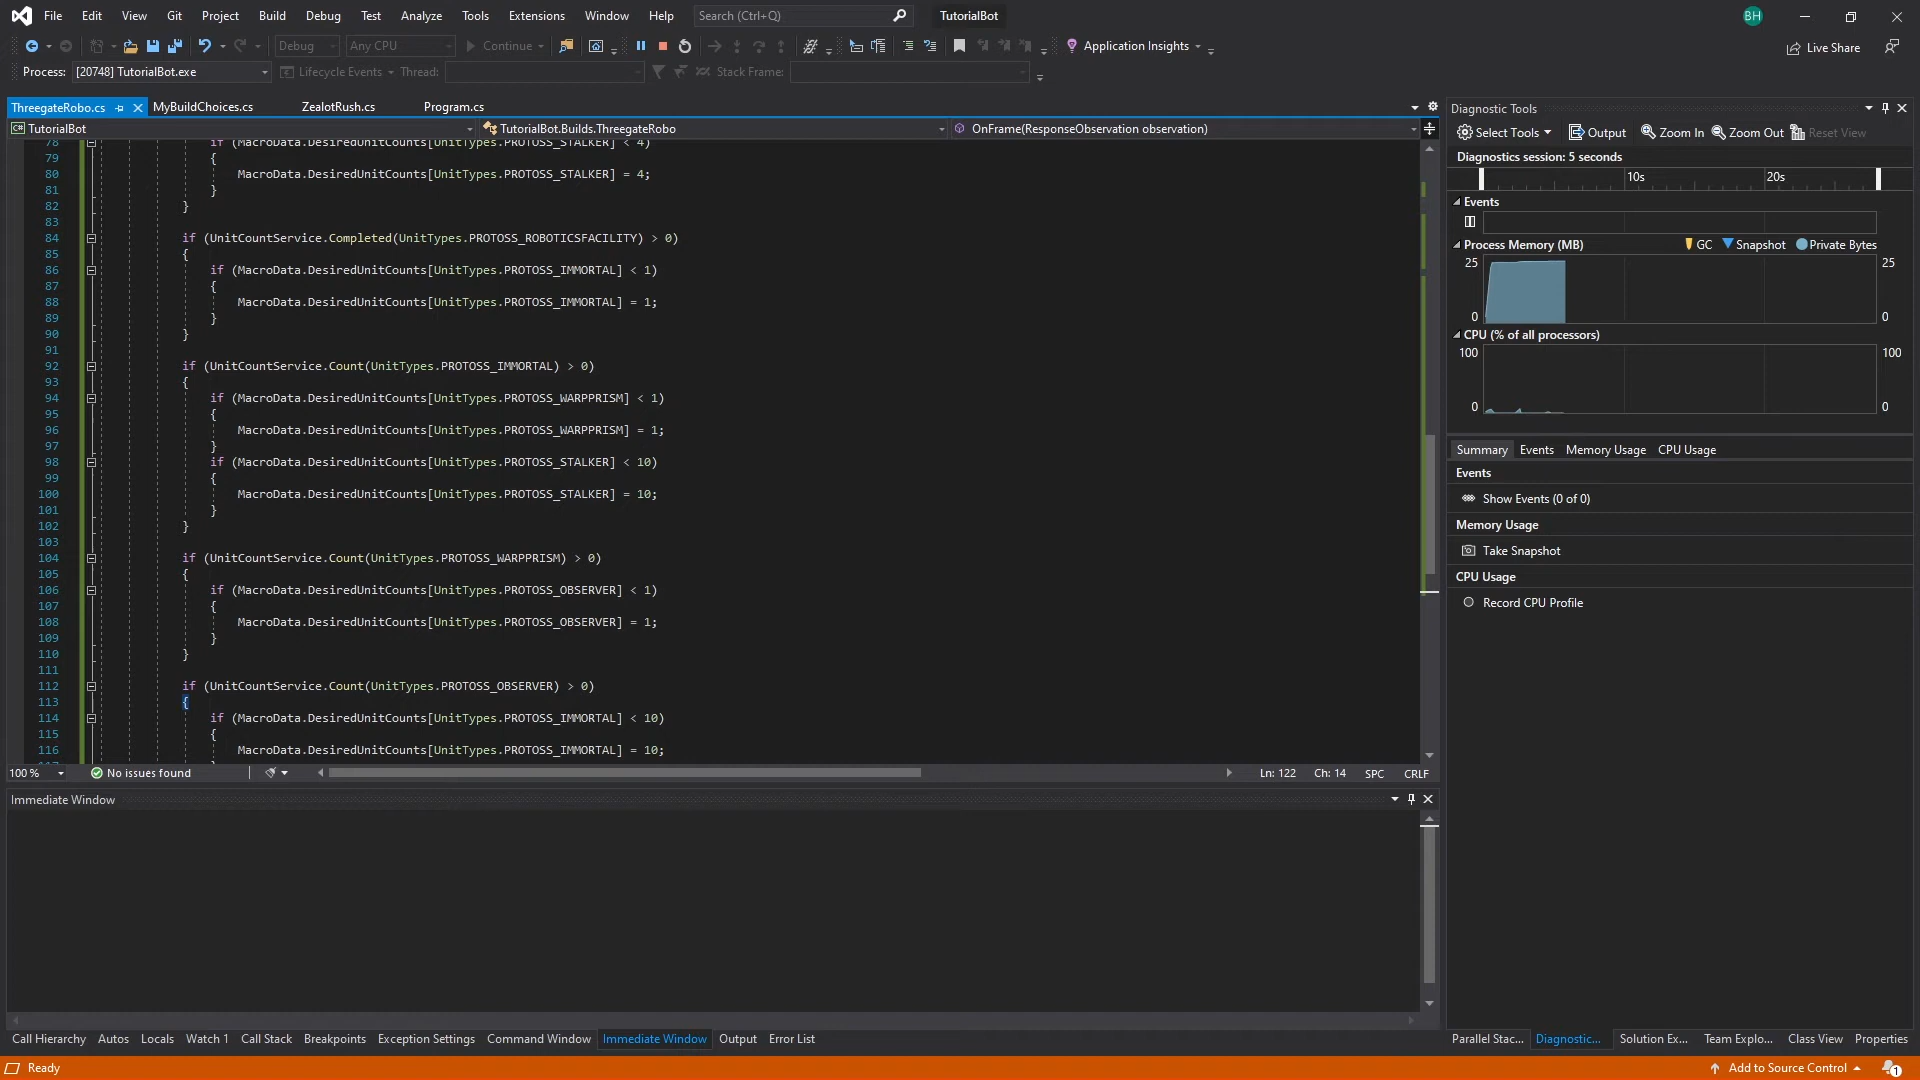 File Edit View Git Project Build Debug Test Analyze Tools Extensions Window Help Search (Ctrl+Q) TutorialBot BH
Debug Any CPU Continue Application Insights Live Share
Process: [20748] TutorialBot.exe Lifecycle Events Thread: Stack Frame:
ThreegateRobo.cs MyBuildChoices.cs ZealotRush.cs Program.cs
C# TutorialBot TutorialBot.Builds.ThreegateRobo OnFrame(ResponseObservation observation)
78 if (MacroData.DesiredUnitCounts[UnitTypes.PROTOSS_STALKER] < 4)
79 {
80 MacroData.DesiredUnitCounts[UnitTypes.PROTOSS_STALKER] = 4;
81 }
82 }
83
84 if (UnitCountService.Completed(UnitTypes.PROTOSS_ROBOTICSFACILITY) > 0)
85 {
86 if (MacroData.DesiredUnitCounts[UnitTypes.PROTOSS_IMMORTAL] < 1)
87 {
88 MacroData.DesiredUnitCounts[UnitTypes.PROTOSS_IMMORTAL] = 1;
89 }
90 }
91
92 if (UnitCountService.Count(UnitTypes.PROTOSS_IMMORTAL) > 0)
93 {
94 if (MacroData.DesiredUnitCounts[UnitTypes.PROTOSS_WARPPRISM] < 1)
95 {
96 MacroData.DesiredUnitCounts[UnitTypes.PROTOSS_WARPPRISM] = 1;
97 }
98 if (MacroData.DesiredUnitCounts[UnitTypes.PROTOSS_STALKER] < 10)
99 {
100 MacroData.DesiredUnitCounts[UnitTypes.PROTOSS_STALKER] = 10;
101 }
102 }
103
104 if (UnitCountService.Count(UnitTypes.PROTOSS_WARPPRISM) > 0)
105 {
106 if (MacroData.DesiredUnitCounts[UnitTypes.PROTOSS_OBSERVER] < 1)
107 {
108 MacroData.DesiredUnitCounts[UnitTypes.PROTOSS_OBSERVER] = 1;
109 }
110 }
111
112 if (UnitCountService.Count(UnitTypes.PROTOSS_OBSERVER) > 0)
113 {
114 if (MacroData.DesiredUnitCounts[UnitTypes.PROTOSS_IMMORTAL] < 10)
115 {
116 MacroData.DesiredUnitCounts[UnitTypes.PROTOSS_IMMORTAL] = 10;
100 % No issues found Ln: 122 Ch: 14 SPC CRLF
Immediate Window
Call Hierarchy Autos Locals Watch 1 Call Stack Breakpoints Exception Settings Command Window Immediate Window Output Error List
Diagnostic Tools
Select Tools Output Zoom In Zoom Out Reset View
Diagnostics session: 5 seconds
10s 20s
Events
Process Memory (MB) GC Snapshot Private Bytes
25 25
0 0
CPU (% of all processors)
100 100
0 0
Summary Events Memory Usage CPU Usage
Events
Show Events (0 of 0)
Memory Usage
Take Snapshot
CPU Usage
Record CPU Profile
Parallel Stac... Diagnostic... Solution Ex... Team Explo... Class View Properties
Ready Add to Source Control 1